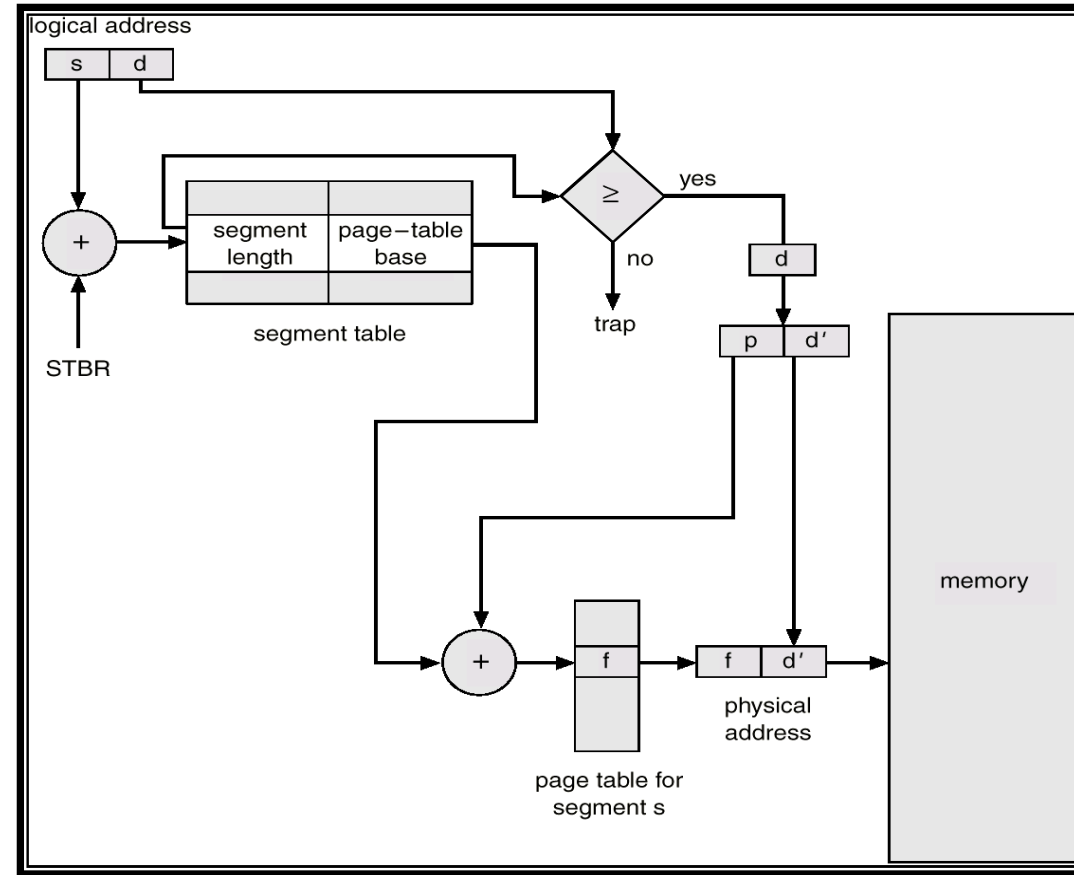 logical address
s d
≥
yes
+
segment
length
page–table
base
no
d
segment table
trap
p d′
STBR
memory
+
f
f d′
physical
address
page table for
segment s